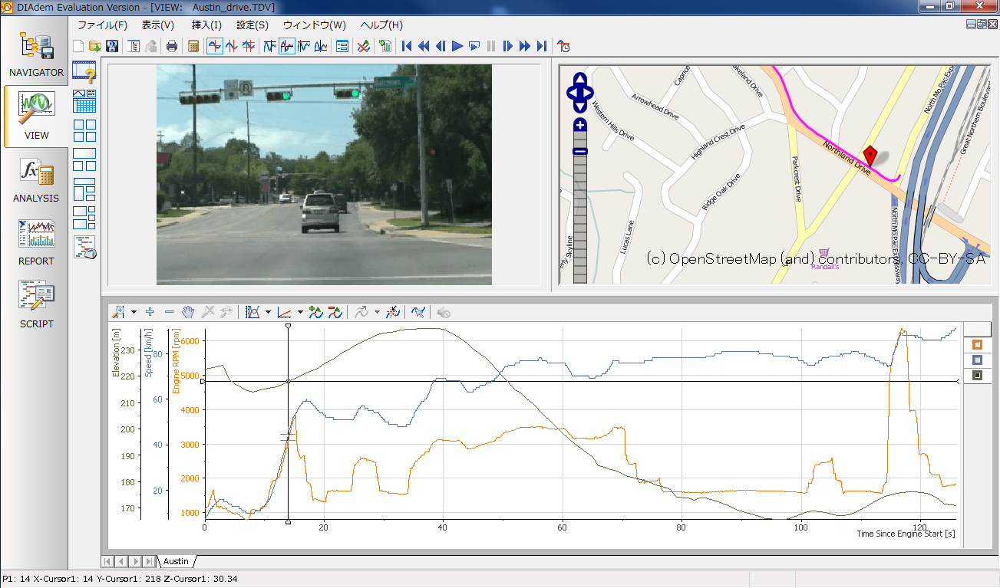 DIAdem Evaluation Version - [VIEW: Austin_drive.TDV]
ファイル(F) 表示(V) 挿入(I) 設定(S) ウィンドウ(W) ヘルプ(H)
NAVIGATOR
VIEW
ANALYSIS
REPORT
SCRIPT
Caprice
Lakeland Drive
Arrowhead Drive
Western Hills Drive
Highland Crest Drive
Ridge Oak Drive
Lucas Lane
erly Skyline
Northland Drive
Parkcrest Drive
North Mo Pac Exp
Great Northern Boulevard
North Mo Pac Expressway
Randall's
(c) OpenStreetMap (and) contributors, CC-BY-SA
Elevation [m]
230
220
210
200
190
180
170
Speed [km/h]
80
60
40
20
Engine RPM [rpm]
6000
5000
4000
3000
2000
1000
0 20 40 60 80 100 120
Time Since Engine Start [s]
Austin
P1: 14 X-Cursor1: 14 Y-Cursor1: 218 Z-Cursor1: 30.34